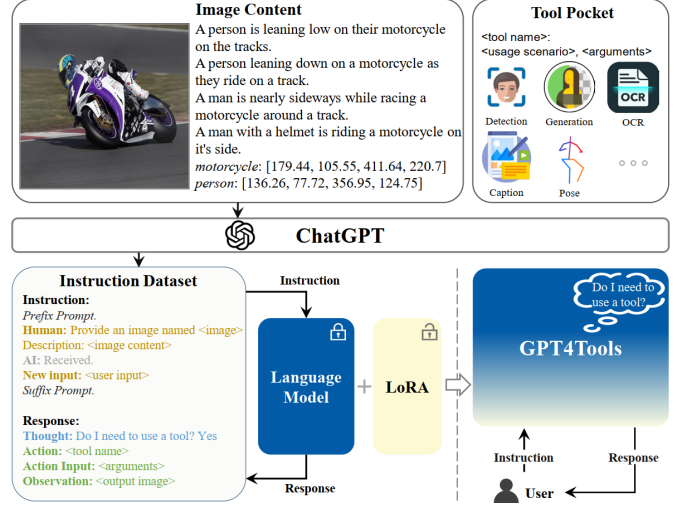 Image Content
A person is leaning low on their motorcycle
on the tracks.
A person leaning down on a motorcycle as
they ride on a track.
A man is nearly sideways while racing a
motorcycle around a track.
A man with a helmet is riding a motorcycle on
it's side.
motorcycle: [179.44, 105.55, 411.64, 220.7]
person: [136.26, 77.72, 356.95, 124.75]
Tool Pocket
<tool name>:
<usage scenario>, <arguments>
Detection
Generation
OCR
OCR
Caption
Pose
ChatGPT
Instruction Dataset
Instruction:
Prefix Prompt.
Human: Provide an image named <image>
Description: <image content>
AI: Received.
New input: <user input>
Suffix Prompt.
Response:
Thought: Do I need to use a tool? Yes
Action: <tool name>
Action Input: <arguments>
Observation: <output image>
Instruction
Language
Model
+
LoRA
Response
Do I need to
use a tool?
GPT4Tools
Instruction
Response
User